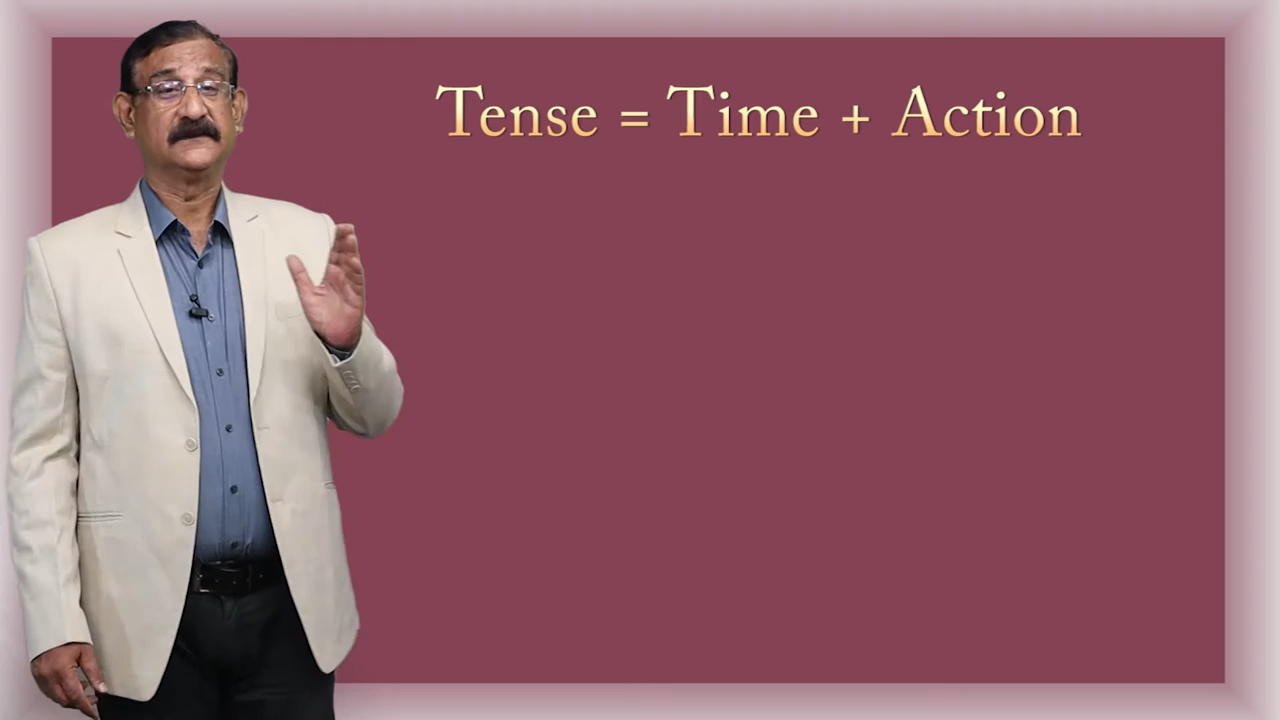 Tense = Time + Action